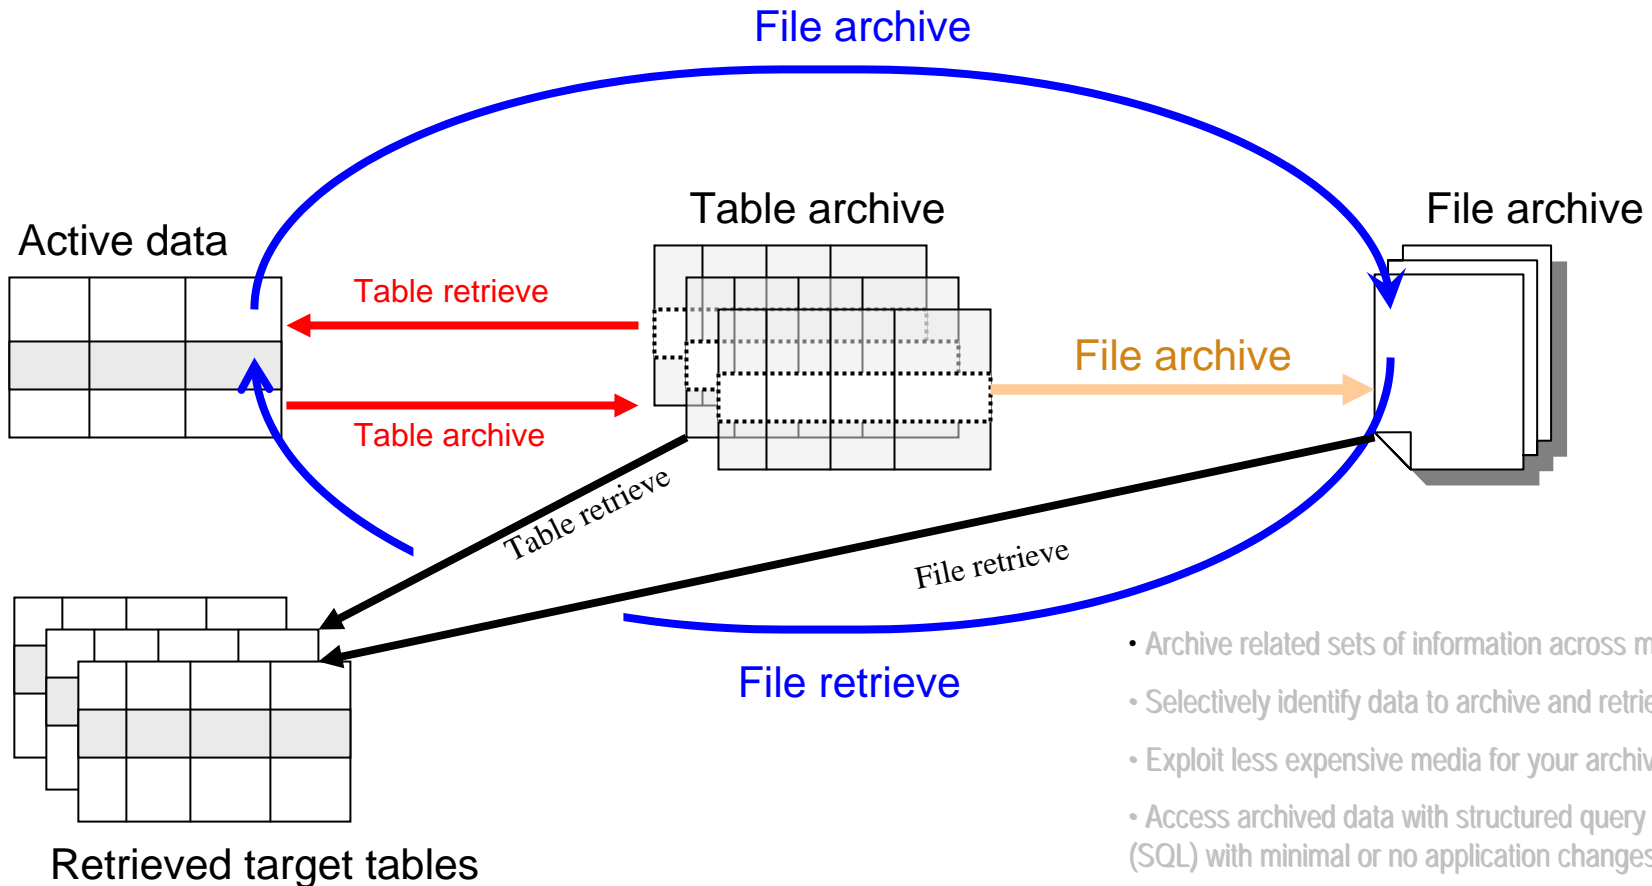 File archive
Table archive
File archive
Active data
Table retrieve
File archive
Table archive
Table retrieve
File retrieve
File retrieve
• Archive related sets of information across
• Selectively identify data to archive and
• Exploit less expensive media for your
• Access archived data with structured query
(SQL) with minimal or no application changes
Retrieved target tables